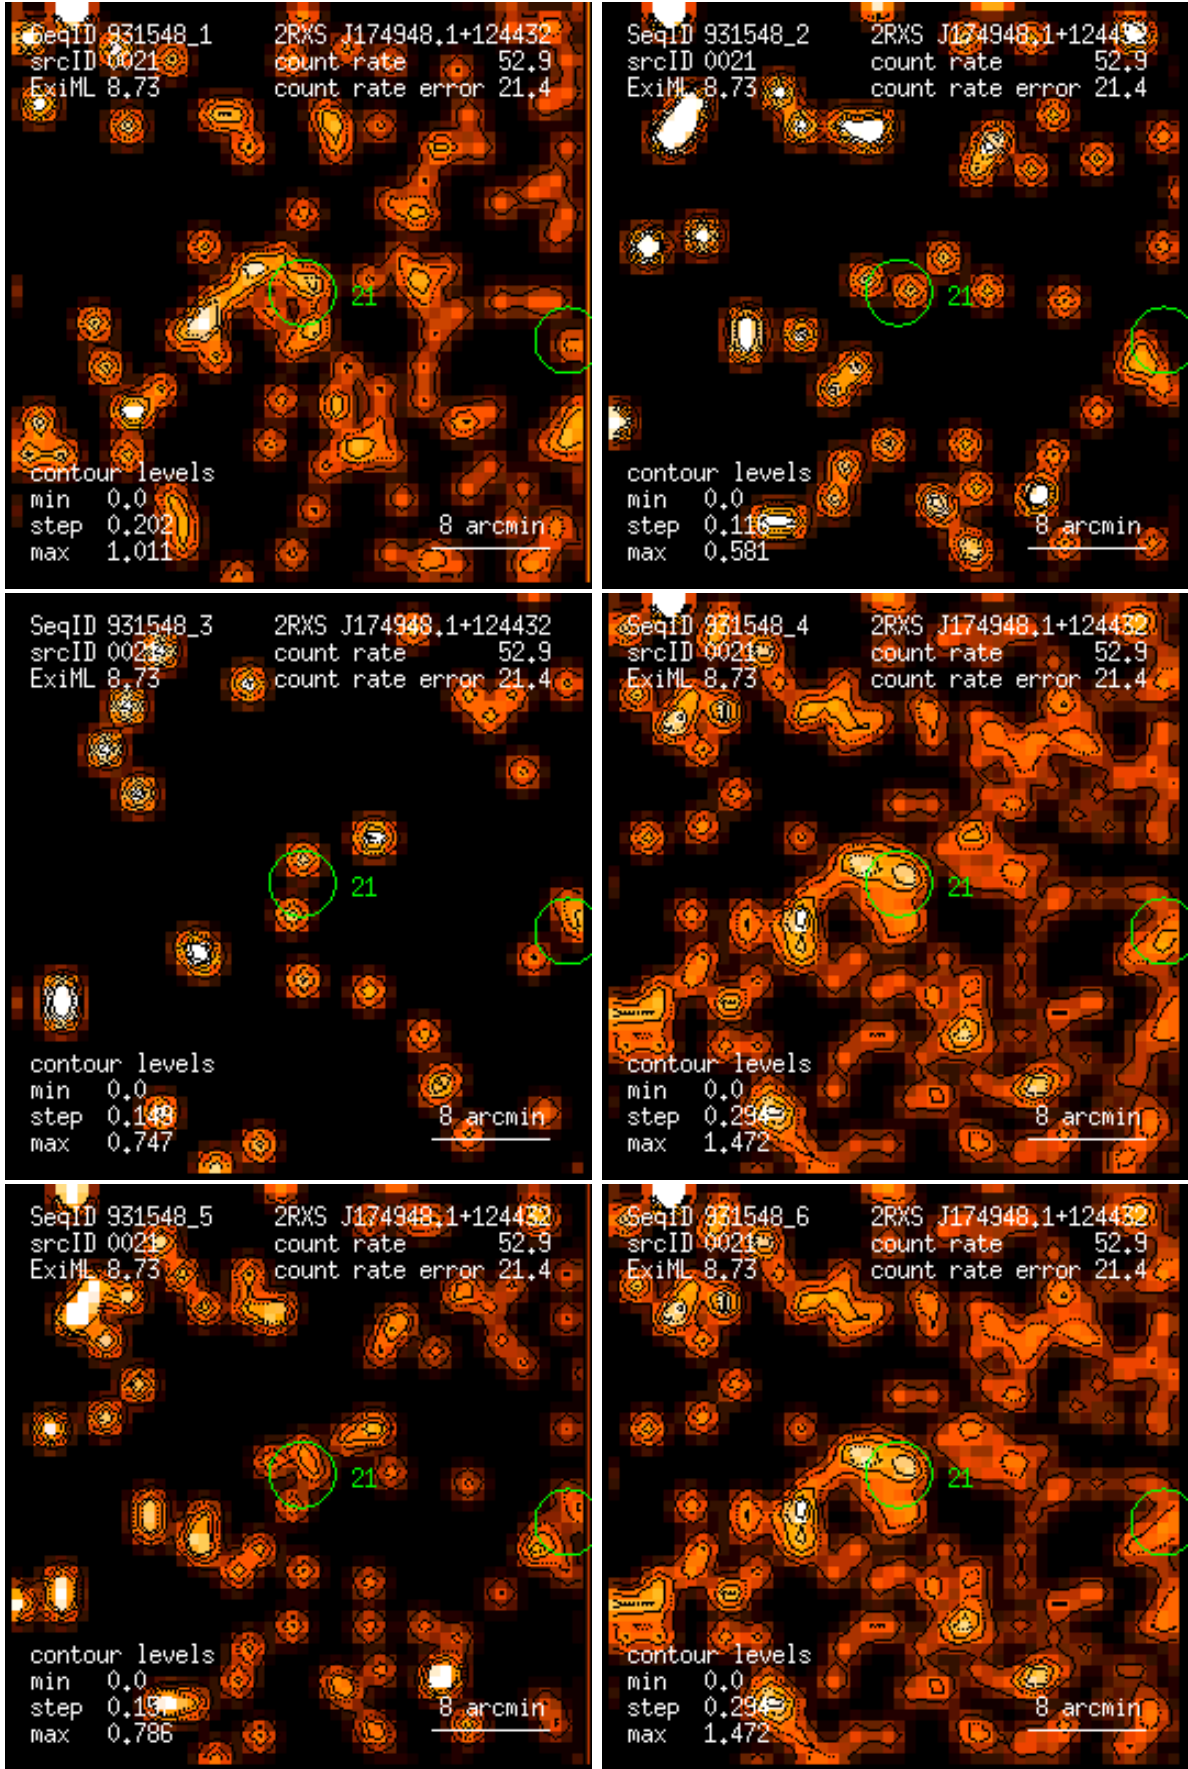 SeqID 931548_1 2RXS J174948.1+124432
srcID 0021 count rate 52.9
ExiML 8.73 count rate error 21.4
21
contour levels
min 0.0
step 0.202 8 arcmin
max 1.011
SeqID 931548_2 2RXS J174948.1+124432
srcID 0021 count rate 52.9
ExiML 8.73 count rate error 21.4
21
contour levels
min 0.0
step 0.116 8 arcmin
max 0.581
SeqID 931548_3 2RXS J174948.1+124432
srcID 0021 count rate 52.9
ExiML 8.73 count rate error 21.4
21
contour levels
min 0.0
step 0.149 8 arcmin
max 0.747
SeqID 931548_4 2RXS J174948.1+124432
srcID 0021 count rate 52.9
ExiML 8.73 count rate error 21.4
21
contour levels
min 0.0
step 0.294 8 arcmin
max 1.472
SeqID 931548_5 2RXS J174948.1+124432
srcID 0021 count rate 52.9
ExiML 8.73 count rate error 21.4
21
contour levels
min 0.0
step 0.157 8 arcmin
max 0.786
SeqID 931548_6 2RXS J174948.1+124432
srcID 0021 count rate 52.9
ExiML 8.73 count rate error 21.4
21
contour levels
min 0.0
step 0.294 8 arcmin
max 1.472